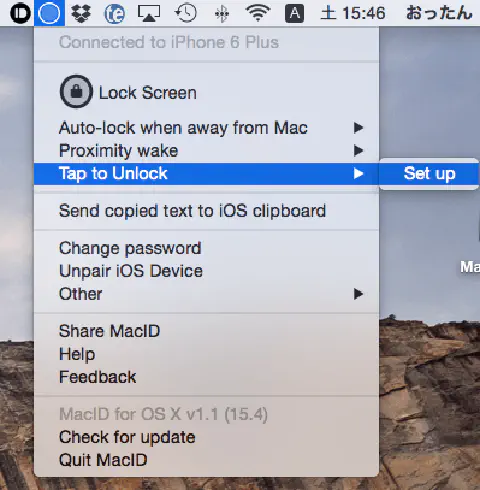 A 土 15:46 おったん
Connected to iPhone 6 Plus
Lock Screen
Auto-lock when away from Mac
Proximity wake
Tap to Unlock
Set up
Send copied text to iOS clipboard
Change password
Unpair iOS Device
Other
Ma
Share MacID
Help
Feedback
MacID for OS X v1.1 (15.4)
Check for update
Quit MacID